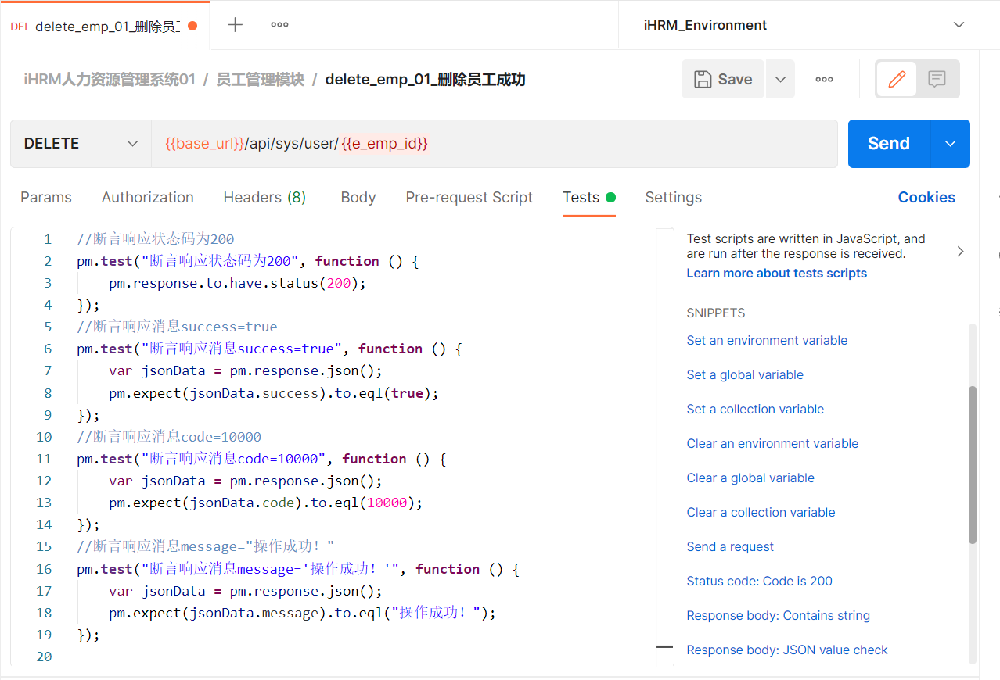 DEL delete_emp_01_删除员工
iHRM_Environment
iHRM人力资源管理系统01 / 员工管理模块 / delete_emp_01_删除员工成功
Save
DELETE
{{base_url}}/api/sys/user/{{e_emp_id}}
Send
Params Authorization Headers (8) Body Pre-request Script Tests Settings Cookies
1 //断言响应状态码为200
2 pm.test("断言响应状态码为200", function () {
3 pm.response.to.have.status(200);
4 });
5 //断言响应消息success=true
6 pm.test("断言响应消息success=true", function () {
7 var jsonData = pm.response.json();
8 pm.expect(jsonData.success).to.eql(true);
9 });
10 //断言响应消息code=10000
11 pm.test("断言响应消息code=10000", function () {
12 var jsonData = pm.response.json();
13 pm.expect(jsonData.code).to.eql(10000);
14 });
15 //断言响应消息message="操作成功！"
16 pm.test("断言响应消息message='操作成功！'", function () {
17 var jsonData = pm.response.json();
18 pm.expect(jsonData.message).to.eql("操作成功！");
19 });
20
Test scripts are written in JavaScript, and
are run after the response is received.
Learn more about tests scripts
SNIPPETS
Set an environment variable
Set a global variable
Set a collection variable
Clear an environment variable
Clear a global variable
Clear a collection variable
Send a request
Status code: Code is 200
Response body: Contains string
Response body: JSON value check